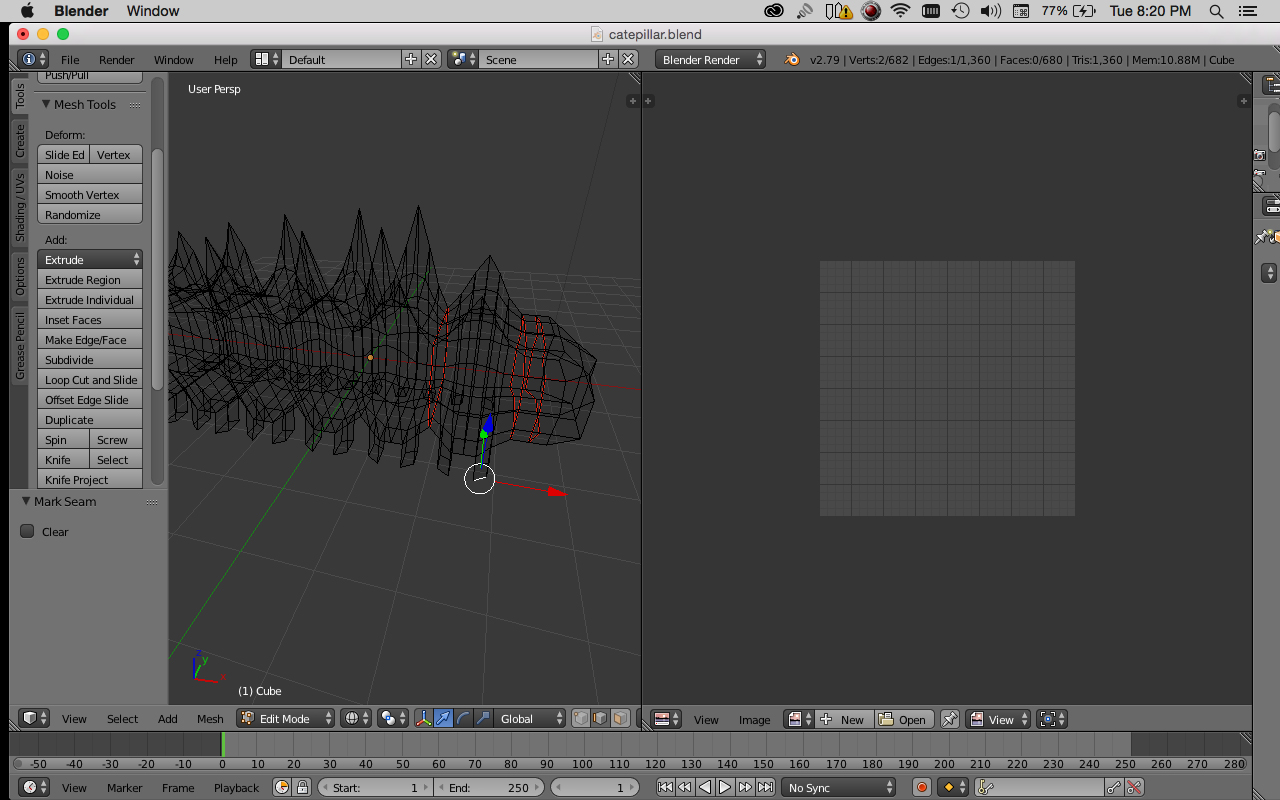 Blender Window 77% Tue 8:20 PM
catepillar.blend
File Render Window Help Default Scene Blender Render v2.79 | Verts:2/682 | Edges:1/1,360 | Faces:0/680 | Tris:1,360 | Mem:10.88M | Cube
Push/Pull
User Persp
Tools
Create
Shading / UVs
Options
Grease Pencil
Mesh Tools
Deform:
Slide Ed Vertex
Noise
Smooth Vertex
Randomize
Add:
Extrude
Extrude Region
Extrude Individual
Inset Faces
Make Edge/Face
Subdivide
Loop Cut and Slide
Offset Edge Slide
Duplicate
Spin Screw
Knife Select
Knife Project
Mark Seam
Clear
z
y
x
(1) Cube
View Select Add Mesh Edit Mode Global View Image New Open View
-50 -40 -30 -20 -10 0 10 20 30 40 50 60 70 80 90 100 110 120 130 140 150 160 170 180 190 200 210 220 230 240 250 260 270 280
View Marker Frame Playback Start: 1 End: 250 1 No Sync